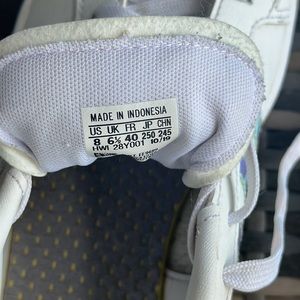 MADE IN INDONESIA
US UK FR JP CHN
8 6½ 40 250 245
HWI 28Y001 10/19